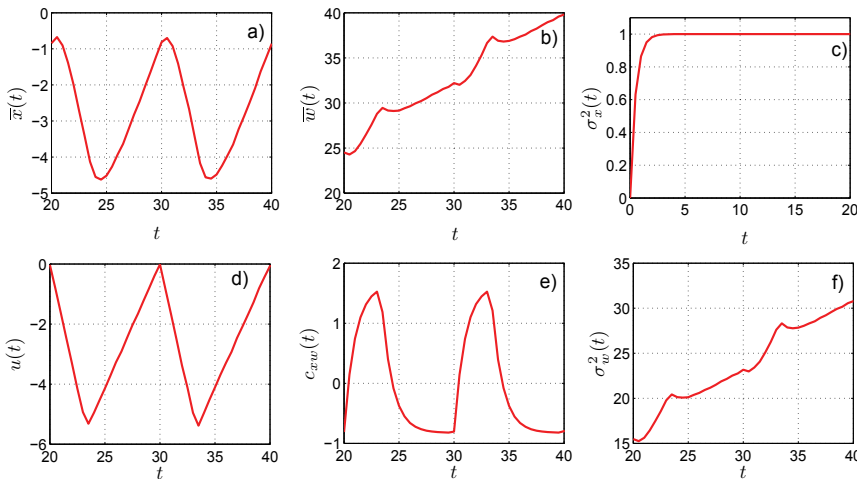 0
−1
−2
−3
−4
−5
20 25 30 35 40
x̅(t)
t
a)
40
35
30
25
20
20 25 30 35 40
w̅(t)
t
b)
1
0.8
0.6
0.4
0.2
0
0 5 10 15 20
σ²ₓ(t)
t
c)
0
−2
−4
−6
20 25 30 35 40
u(t)
t
d)
2
1
0
−1
20 25 30 35 40
c_{xw}(t)
t
e)
35
30
25
20
15
20 25 30 35 40
σ²_w(t)
t
f)